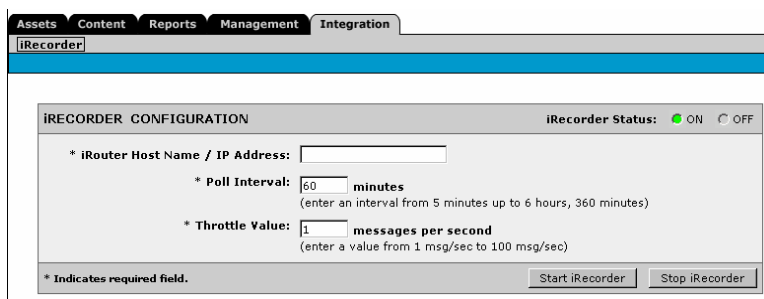 Assets Content Reports Management Integration
iRecorder
iRECORDER CONFIGURATION iRecorder Status: ON OFF
* iRouter Host Name / IP Address:
* Poll Interval: 60 minutes
(enter an interval from 5 minutes up to 6 hours, 360 minutes)
* Throttle Value: 1 messages per second
(enter a value from 1 msg/sec to 100 msg/sec)
* Indicates required field. Start iRecorder Stop iRecorder